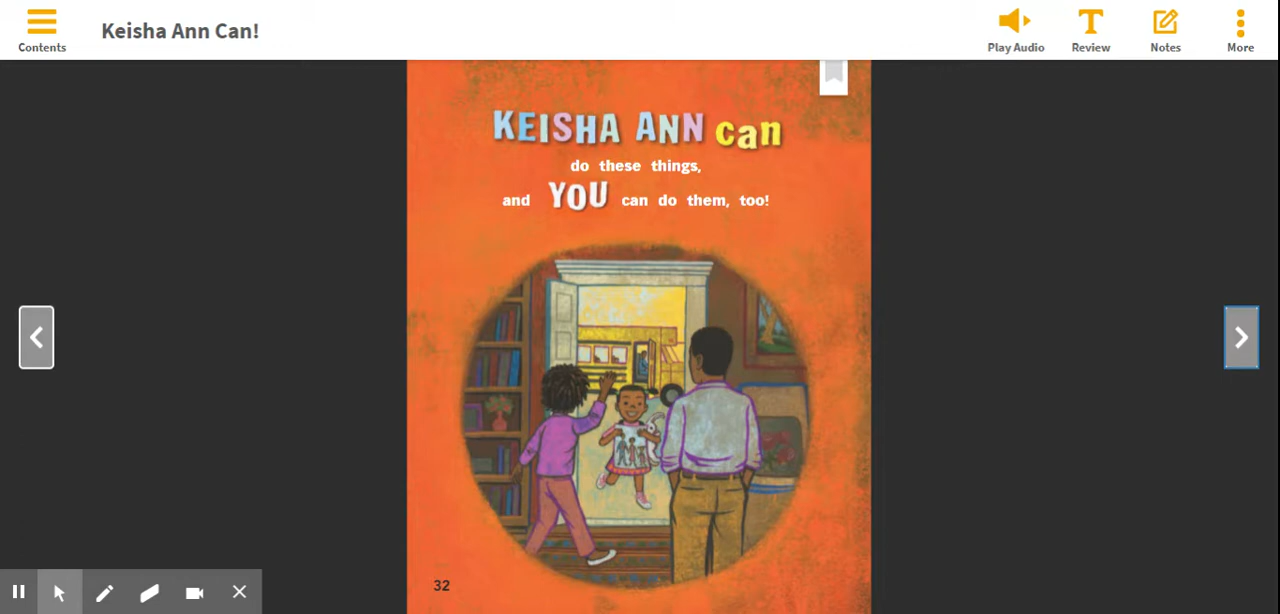 Contents
Keisha Ann Can!
Play Audio
Review
Notes
More
KEISHA ANN can
do these things,
and YOU can do them, too!
32